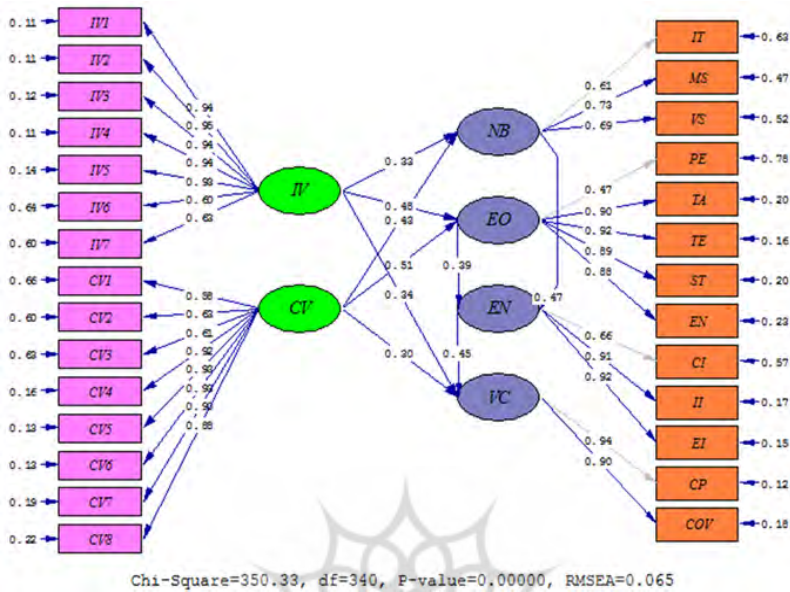 0.11 IV1
0.11 IV2
0.12 IV3
0.11 IV4
0.14 IV5
0.64 IV6
0.60 IV7
0.66 CV1
0.60 CV2
0.63 CV3
0.16 CV4
0.13 CV5
0.13 CV6
0.19 CV7
0.22 CV8
0.94
0.95
0.94
0.94
0.93
0.60
0.63
0.58
0.63
0.61
0.92
0.93
0.93
0.90
0.88
IV
CV
0.33
0.48
0.43
0.51
0.34
0.30
NB
EO
EN
VC
0.39
0.45
0.47
0.61
0.73
0.69
0.47
0.90
0.92
0.89
0.88
0.66
0.91
0.92
0.94
0.90
IT 0.63
MS 0.47
VS 0.52
PE 0.78
TA 0.20
TE 0.16
ST 0.20
EN 0.23
CI 0.57
II 0.17
EI 0.15
CP 0.12
COV 0.18
Chi-Square=350.33, df=340, P-value=0.00000, RMSEA=0.065